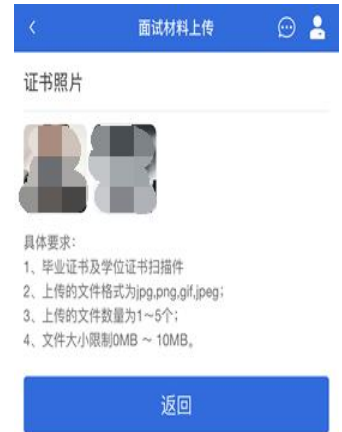 面试材料上传
证书照片
具体要求：
1、毕业证书及学位证书扫描件
2、上传的文件格式为jpg,png,gif,jpeg；
3、上传的文件数量为1～5个；
4、文件大小限制0MB ～ 10MB。
返回